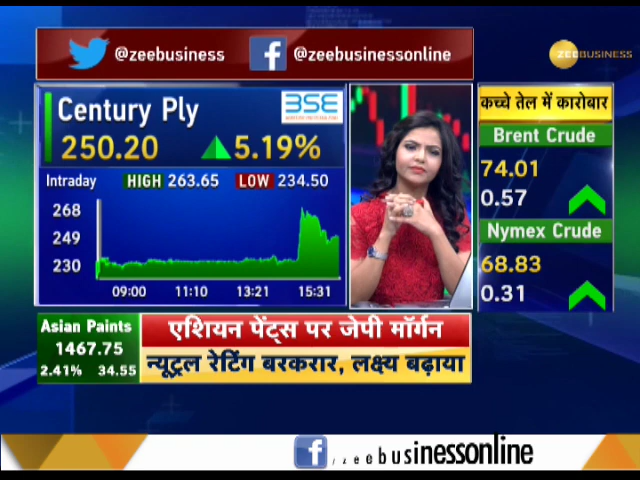 @zeebusiness
@zeebusinessonline
ZEE BUSINESS
Century Ply
BSE
250.20 5.19%
Intraday HIGH 263.65 LOW 234.50
268
249
230
09:00 11:10 13:21 15:31
कच्चे तेल में कारोबार
Brent Crude
74.01
0.57
Nymex Crude
68.83
0.31
Asian Paints
1467.75
2.41% 34.55
एशियन पेंट्स पर जेपी मॉर्गन
न्यूट्रल रेटिंग बरकरार, लक्ष्य बढ़ाया
/zeebusinessonline